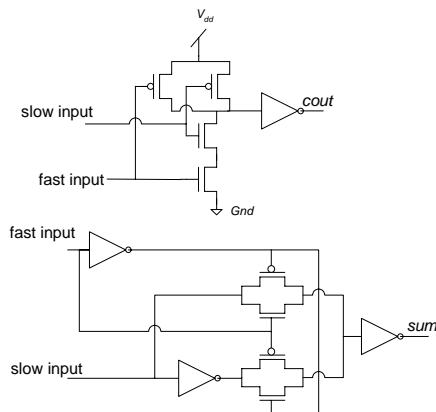 Vdd
cout
slow input
fast input
Gnd
fast input
sum
slow input